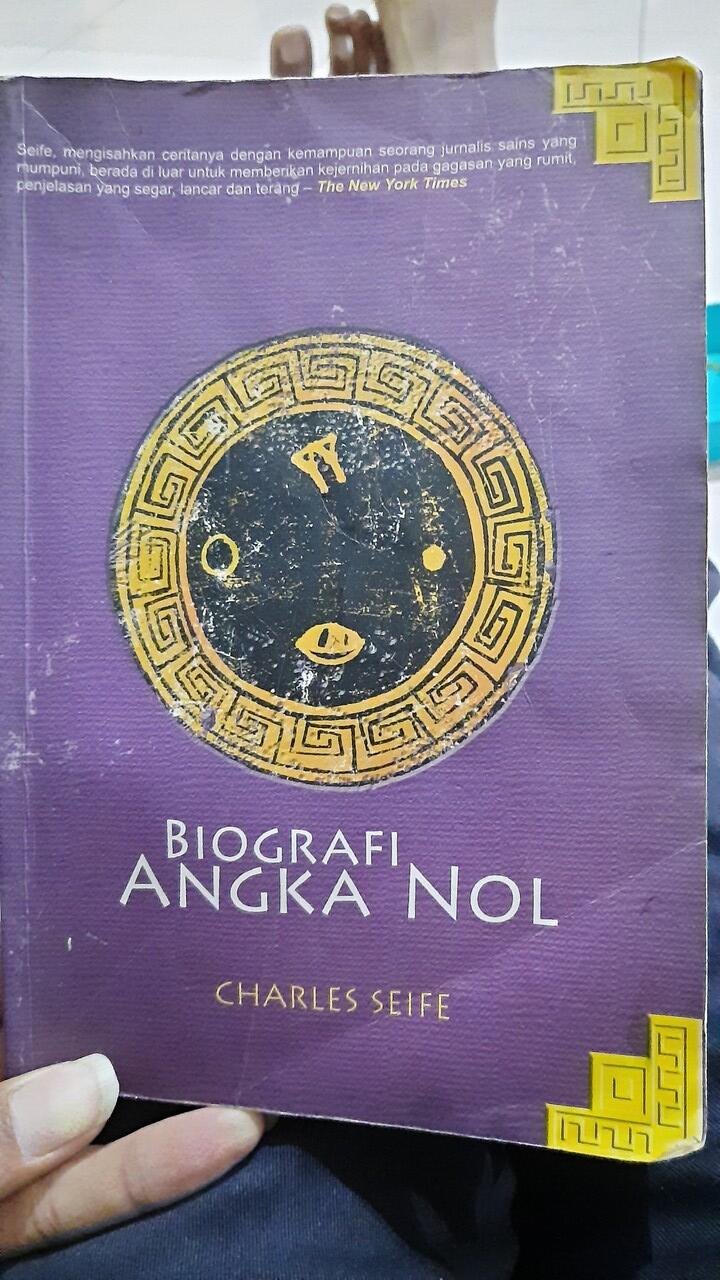 Seife, mengisahkan ceritanya dengan kemampuan seorang jurnalis sains yang
mumpuni, berada di luar untuk memberikan kejernihan pada gagasan yang rumit,
penjelasan yang segar, lancar dan terang – The New York Times
BIOGRAFI
ANGKA NOL
CHARLES SEIFE